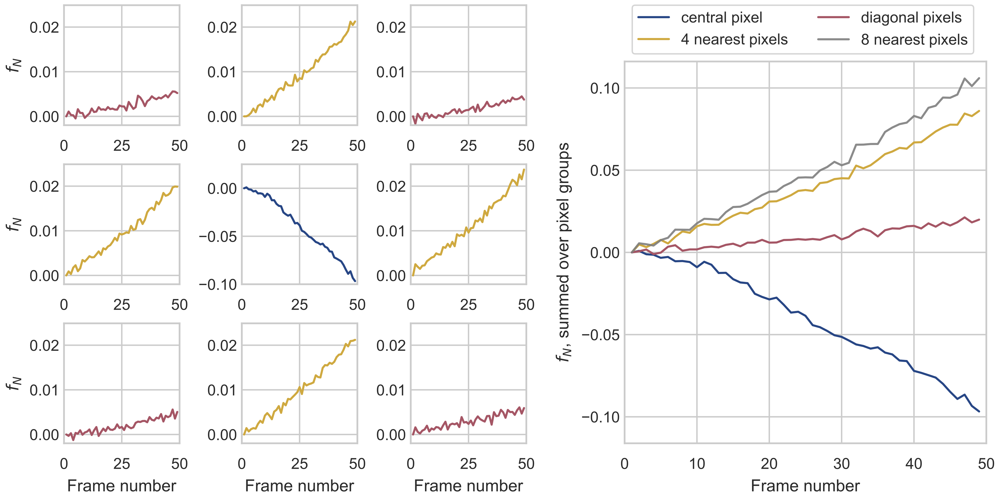 0.02
0.01
0.00
f_N
0 25 50
0.02
0.01
0.00
0 25 50
0.02
0.01
0.00
0 25 50
0.02
0.01
0.00
f_N
0 25 50
0.00
−0.05
−0.10
0 25 50
0.02
0.01
0.00
0 25 50
0.02
0.01
0.00
f_N
0 25 50
Frame number
0.02
0.01
0.00
0 25 50
Frame number
0.02
0.01
0.00
0 25 50
Frame number
central pixel
4 nearest pixels
diagonal pixels
8 nearest pixels
f_N, summed over pixel groups
0.10
0.05
0.00
−0.05
−0.10
0 10 20 30 40 50
Frame number